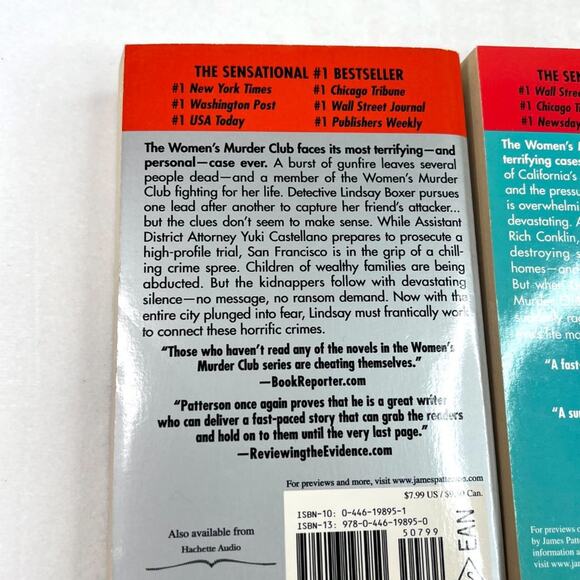 THE SENSATIONAL #1 BESTSELLER
#1 New York Times #1 Chicago Tribune
#1 Washington Post #1 Wall Street Journal
#1 USA Today #1 Publishers Weekly
The Women's Murder Club faces its most terrifying—and
personal—case ever. A burst of gunfire leaves several
people dead—and a member of the Women's Murder
Club fighting for her life. Detective Lindsay Boxer pursues
one lead after another to capture her friend's attacker...
but the clues don't seem to make sense. While Assistant
District Attorney Yuki Castellano prepares to prosecute a
high-profile trial, San Francisco is in the grip of a chill-
ing crime spree. Children of wealthy families are being
abducted. But the kidnappers follow with devastating
silence—no message, no ransom demand. Now with the
entire city plunged into fear, Lindsay must frantically work
to connect these horrific crimes.
"Those who haven't read any of the novels in the Women's
Murder Club series are cheating themselves."
—BookReporter.com
"Patterson once again proves that he is a great writer
who can deliver a fast-paced story that can grab the readers
and hold on to them until the very last page."
—ReviewingtheEvidence.com
For previews and more, visit www.jamespatterson.com
$7.99 US / $9.99 Can.
ISBN-10: 0-446-19895-1
ISBN-13: 978-0-446-19895-0
50799
EAN
Also available from
Hachette Audio
THE SEN
#1 Wall Stre
#1 Chicago T
#1 Newsday
The Women's M
terrifying cases
of California's
and the pressu
is overwhelmi
devastating. A
Rich Conklin,
destroying s
homes—an
But when
Murder
"A fast-
"A su
For previews
by James Patt
information a
visit www.jam